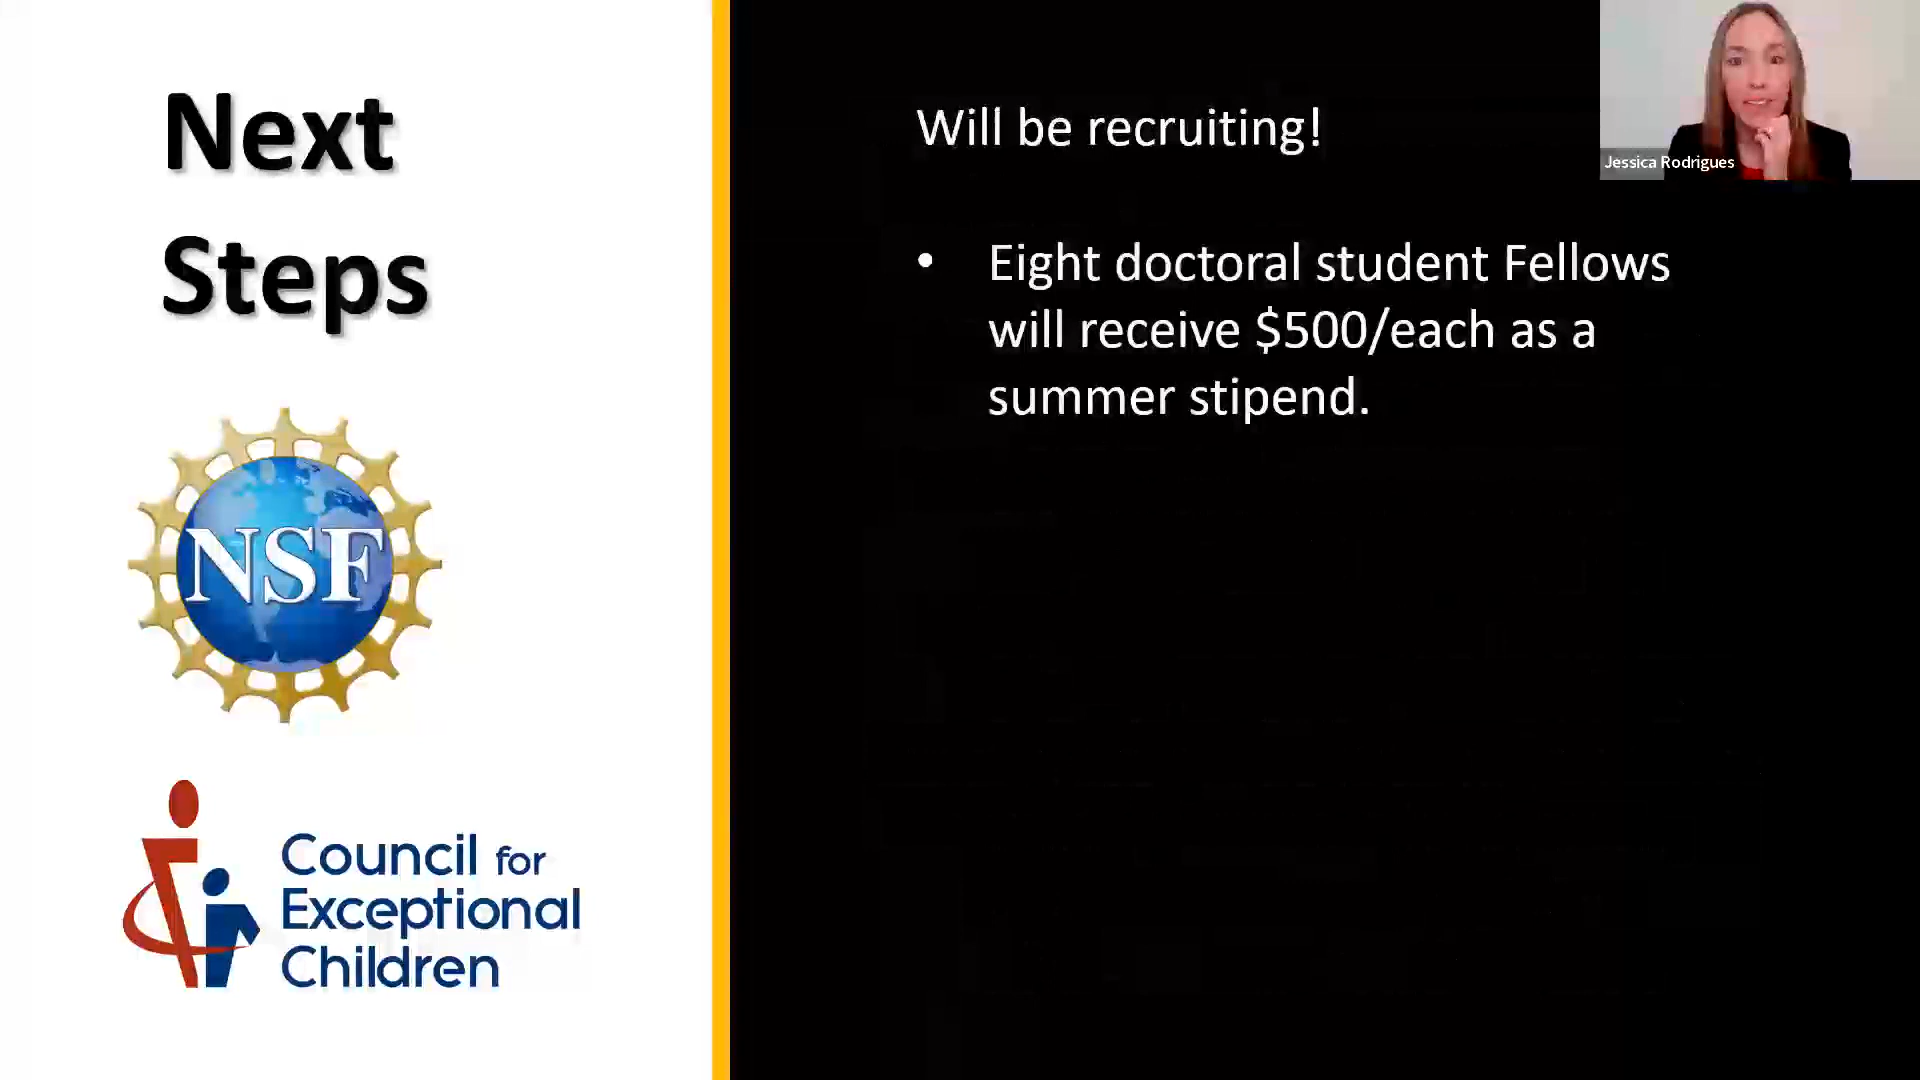 Next
Steps
NSF
Council for
Exceptional
Children
Will be recruiting!
• Eight doctoral student Fellows
will receive $500/each as a
summer stipend.
Jessica Rodrigues